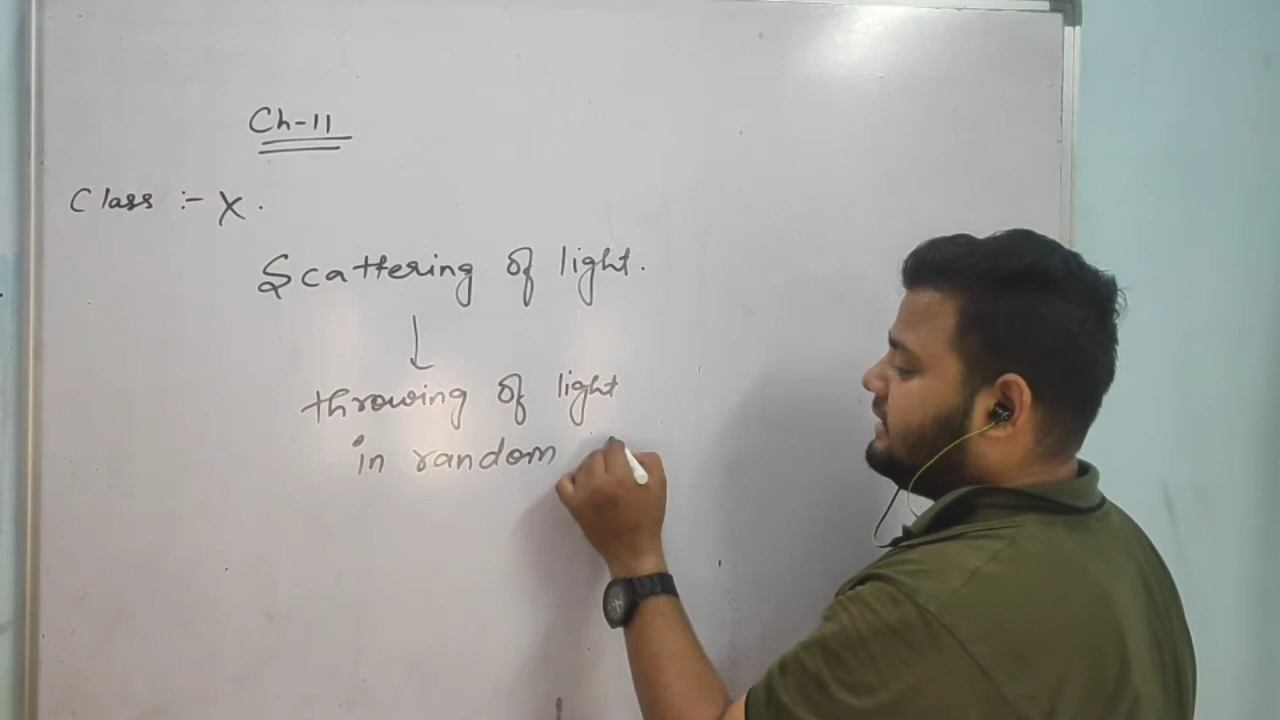 Ch-11
Class :- X.
Scattering of light.
throwing of light
in random